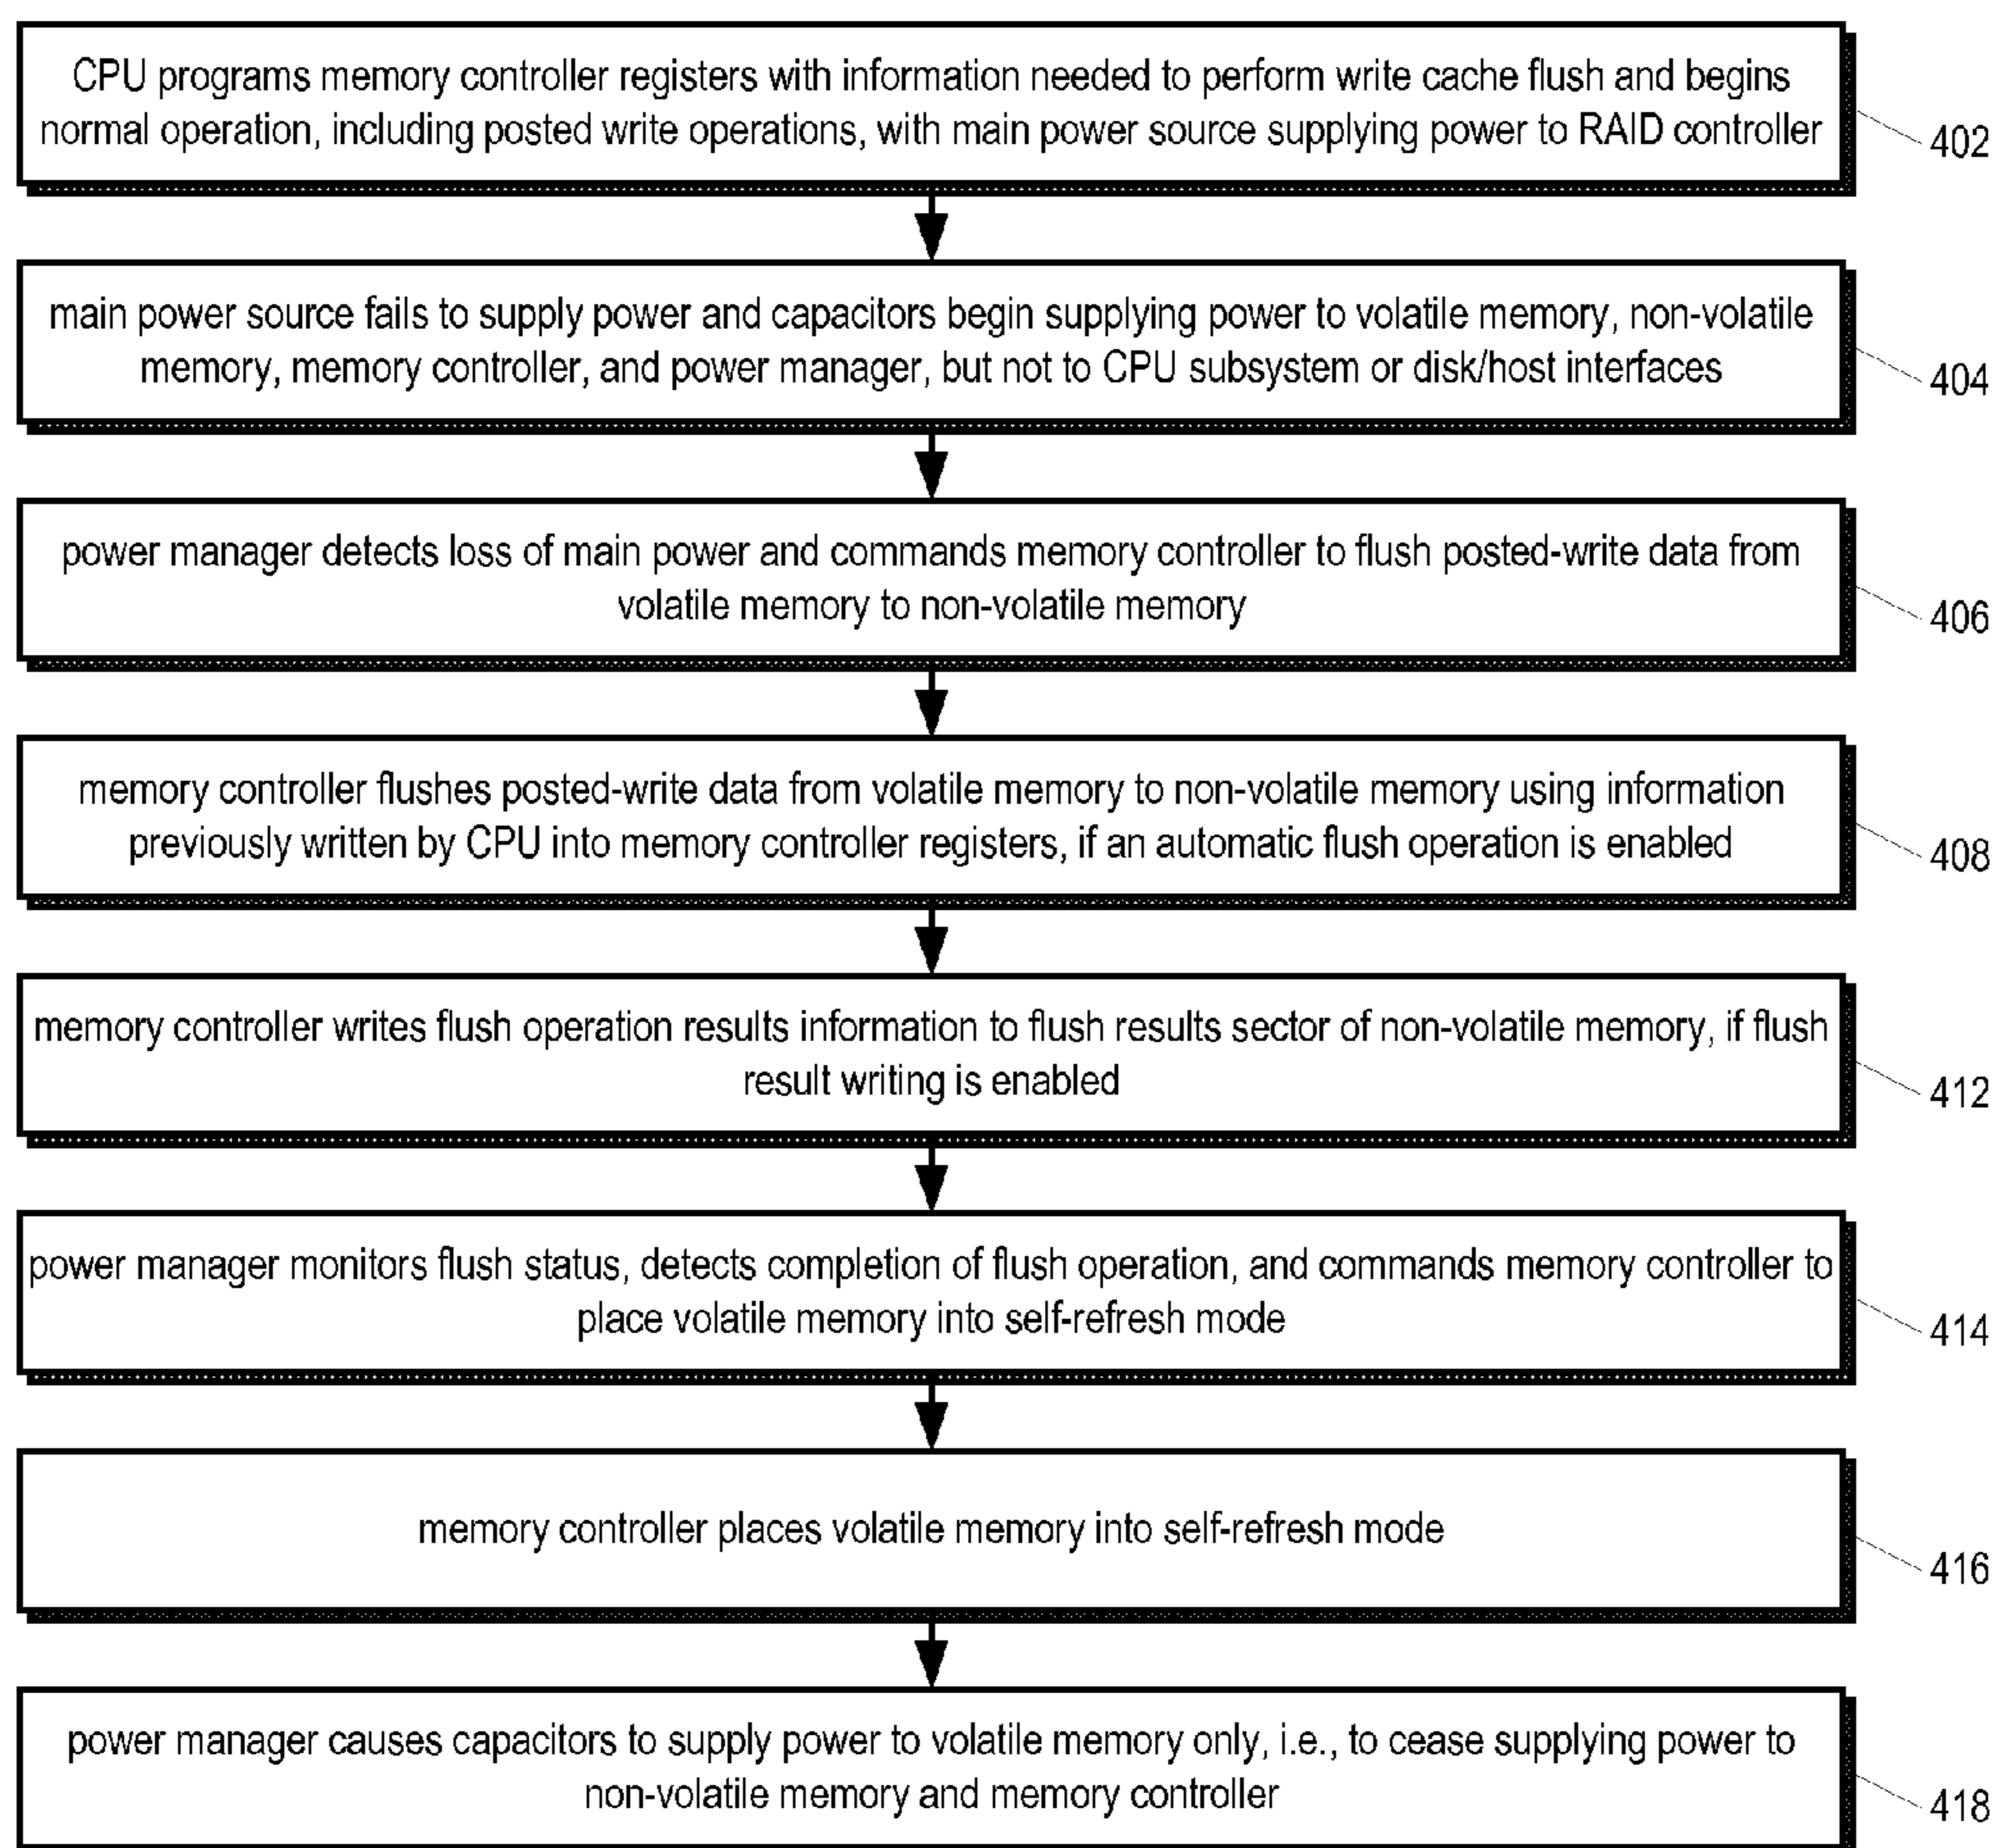 CPU programs memory controller registers with information needed to perform write cache flush and begins
normal operation, including posted write operations, with main power source supplying power to RAID controller
402
main power source fails to supply power and capacitors begin supplying power to volatile memory, non-volatile
memory, memory controller, and power manager, but not to CPU subsystem or disk/host interfaces
404
power manager detects loss of main power and commands memory controller to flush posted-write data from
volatile memory to non-volatile memory
406
memory controller flushes posted-write data from volatile memory to non-volatile memory using information
previously written by CPU into memory controller registers, if an automatic flush operation is enabled
408
memory controller writes flush operation results information to flush results sector of non-volatile memory, if flush
result writing is enabled
412
power manager monitors flush status, detects completion of flush operation, and commands memory controller to
place volatile memory into self-refresh mode
414
memory controller places volatile memory into self-refresh mode
416
power manager causes capacitors to supply power to volatile memory only, i.e., to cease supplying power to
non-volatile memory and memory controller
418